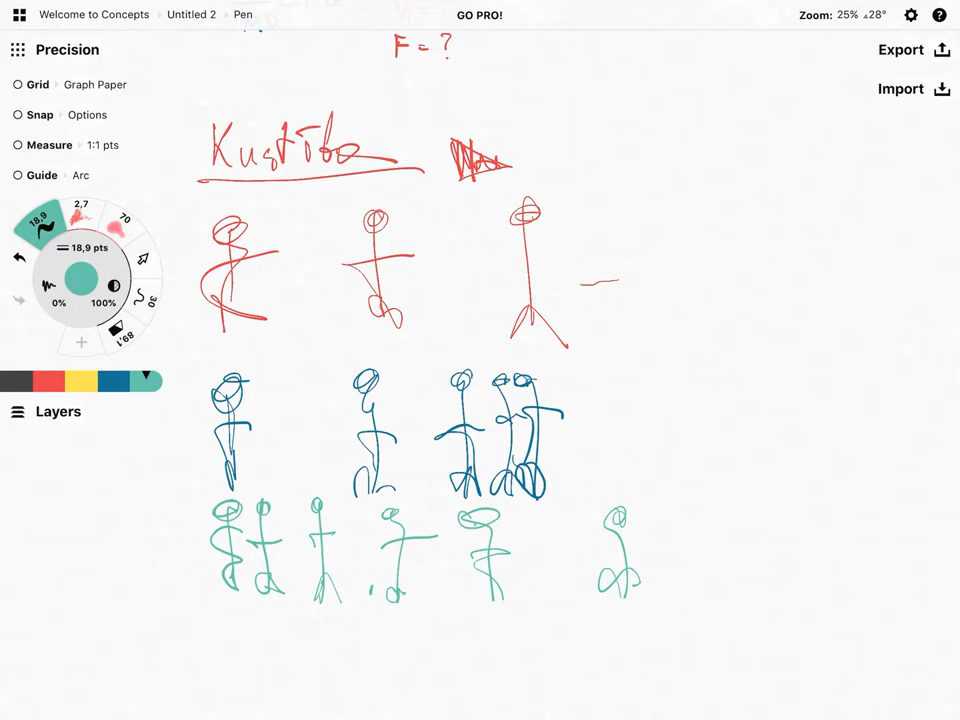 Welcome to Concepts › Untitled 2 › Pen
GO PRO!
Zoom: 25% ⊿28°
F = ?
Precision
Export
Grid › Graph Paper
Import
Snap › Options
Measure › 1:1 pts
Kustība
Guide › Arc
18,9
2,7
70
18,9 pts
30
0%
100%
89,1
Layers